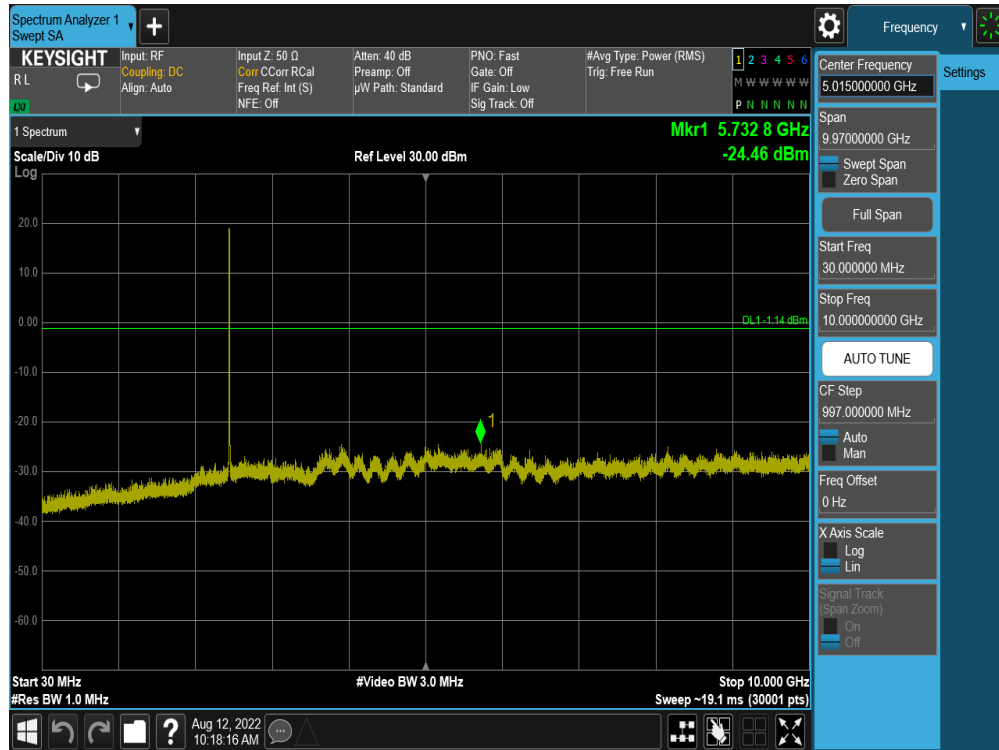 Spectrum Analyzer 1
Swept SA
+
Frequency
KEYSIGHT
R L
LXI
Input: RF
Coupling: DC
Align: Auto
Input Z: 50 Ω
Corr CCorr RCal
Freq Ref: Int (S)
NFE: Off
Atten: 40 dB
Preamp: Off
µW Path: Standard
PNO: Fast
Gate: Off
IF Gain: Low
Sig Track: Off
#Avg Type: Power (RMS)
Trig: Free Run
1 2 3 4 5 6
M W W W W W
P N N N N N
1 Spectrum
Mkr1 5.732 8 GHz
-24.46 dBm
Scale/Div 10 dB
Ref Level 30.00 dBm
Log
20.0
10.0
0.00
-10.0
-20.0
-30.0
-40.0
-50.0
-60.0
DL1 -1.14 dBm
1
Start 30 MHz
#Video BW 3.0 MHz
Stop 10.000 GHz
#Res BW 1.0 MHz
Sweep ~19.1 ms (30001 pts)
Center Frequency
5.015000000 GHz
Settings
Span
9.97000000 GHz
Swept Span
Zero Span
Full Span
Start Freq
30.000000 MHz
Stop Freq
10.000000000 GHz
AUTO TUNE
CF Step
997.000000 MHz
Auto
Man
Freq Offset
0 Hz
X Axis Scale
Log
Lin
Signal Track
(Span Zoom)
On
Off
?
Aug 12, 2022
10:18:16 AM